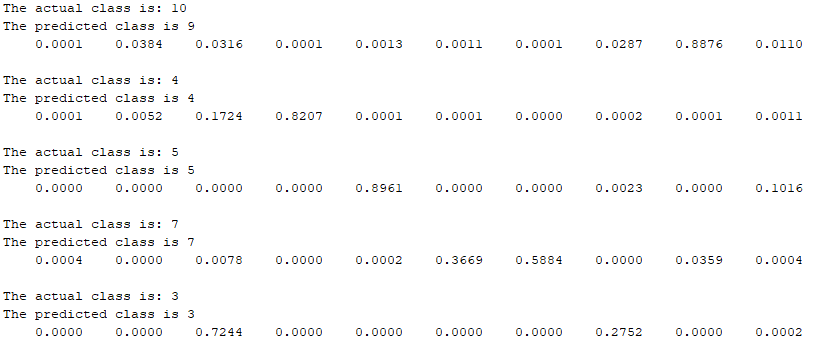 The actual class is: 10
The predicted class is 9
0.0001 0.0384 0.0316 0.0001 0.0013 0.0011 0.0001 0.0287 0.8876 0.0110
The actual class is: 4
The predicted class is 4
0.0001 0.0052 0.1724 0.8207 0.0001 0.0001 0.0000 0.0002 0.0001 0.0011
The actual class is: 5
The predicted class is 5
0.0000 0.0000 0.0000 0.0000 0.8961 0.0000 0.0000 0.0023 0.0000 0.1016
The actual class is: 7
The predicted class is 7
0.0004 0.0000 0.0078 0.0000 0.0002 0.3669 0.5884 0.0000 0.0359 0.0004
The actual class is: 3
The predicted class is 3
0.0000 0.0000 0.7244 0.0000 0.0000 0.0000 0.0000 0.2752 0.0000 0.0002